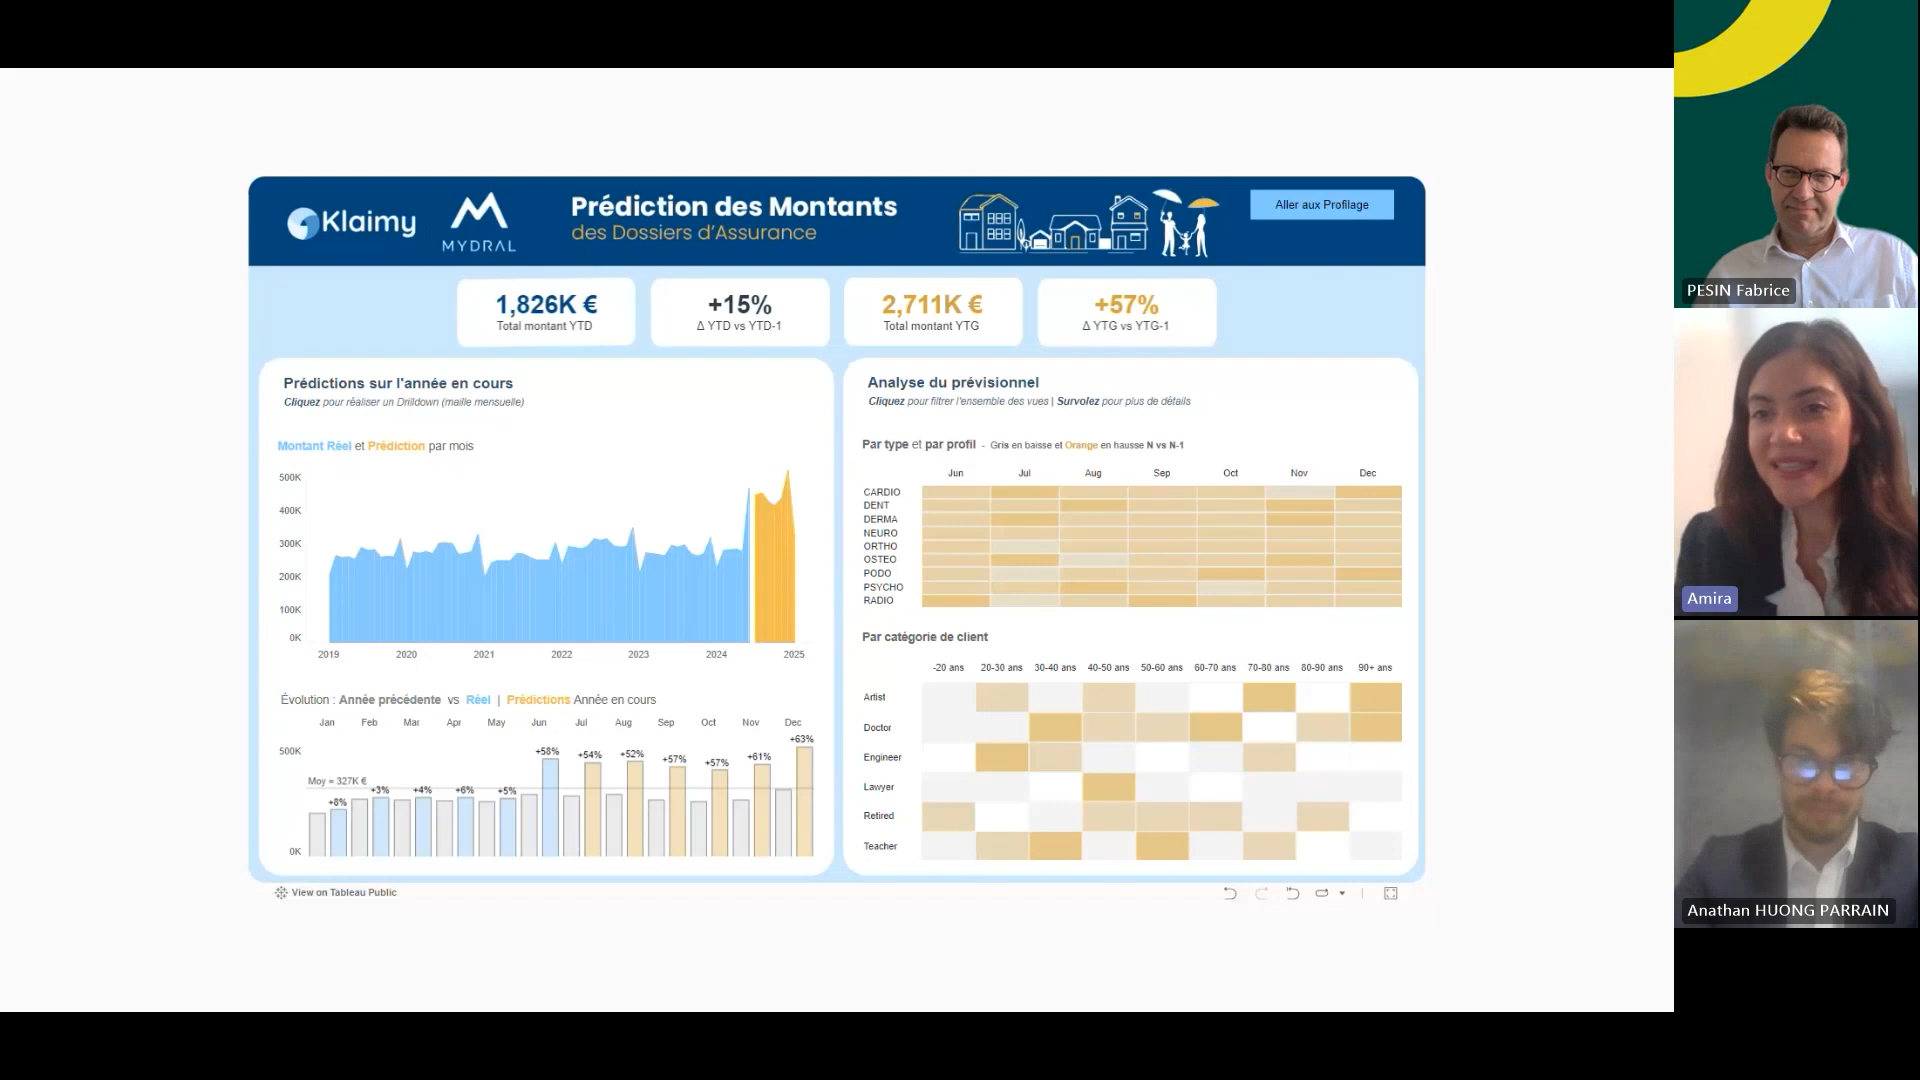 Klaimy
MYDRAL
Prédiction des Montants
des Dossiers d'Assurance
Aller aux Profilage
1,826K €
Total montant YTD
+15%
Δ YTD vs YTD-1
2,711K €
Total montant YTG
+57%
Δ YTG vs YTG-1
Prédictions sur l'année en cours
Cliquez pour réaliser un Drilldown (maille mensuelle)
Montant Réel et Prédiction par mois
500K
400K
300K
200K
100K
0K
2019 2020 2021 2022 2023 2024 2025
Évolution : Année précédente vs Réel | Prédictions Année en cours
Jan Feb Mar Apr May Jun Jul Aug Sep Oct Nov Dec
500K
Moy = 327K €
0K
+8% +3% +4% +6% +5% +58% +54% +52% +57% +57% +61% +63%
Analyse du prévisionnel
Cliquez pour filtrer l'ensemble des vues | Survolez pour plus de détails
Par type et par profil - Gris en baisse et Orange en hausse N vs N-1
Jun Jul Aug Sep Oct Nov Dec
CARDIO
DENT
DERMA
NEURO
ORTHO
OSTEO
PODO
PSYCHO
RADIO
Par catégorie de client
-20 ans 20-30 ans 30-40 ans 40-50 ans 50-60 ans 60-70 ans 70-80 ans 80-90 ans 90+ ans
Artist
Doctor
Engineer
Lawyer
Retired
Teacher
View on Tableau Public
PESIN Fabrice
Amira
Anathan HUONG PARRAIN